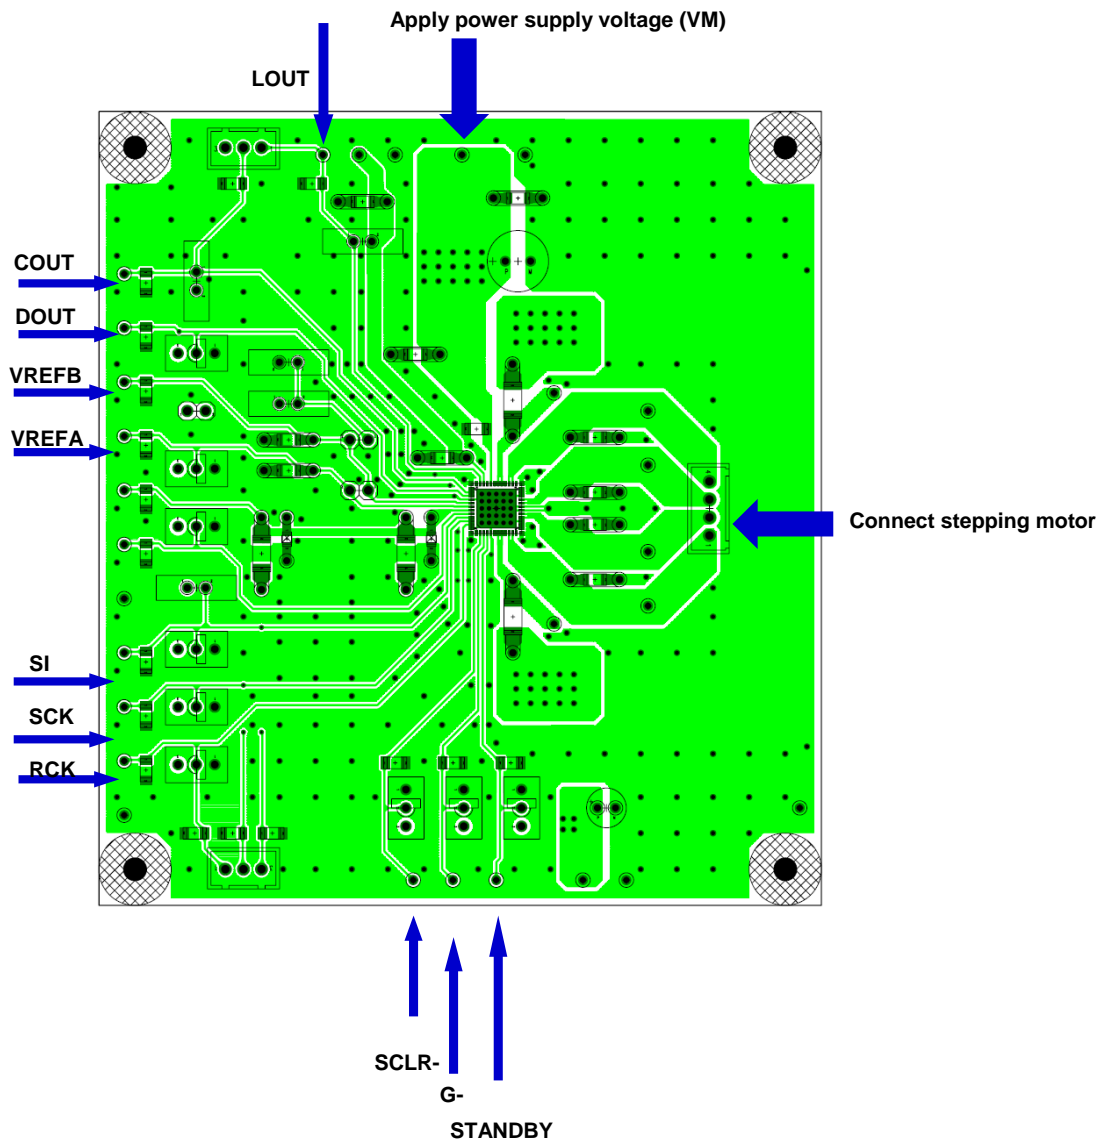 Apply power supply voltage (VM)
LOUT
COUT
DOUT
VREFB
VREFA
Connect stepping motor
SI
SCK
RCK
SCLR-
G-
STANDBY